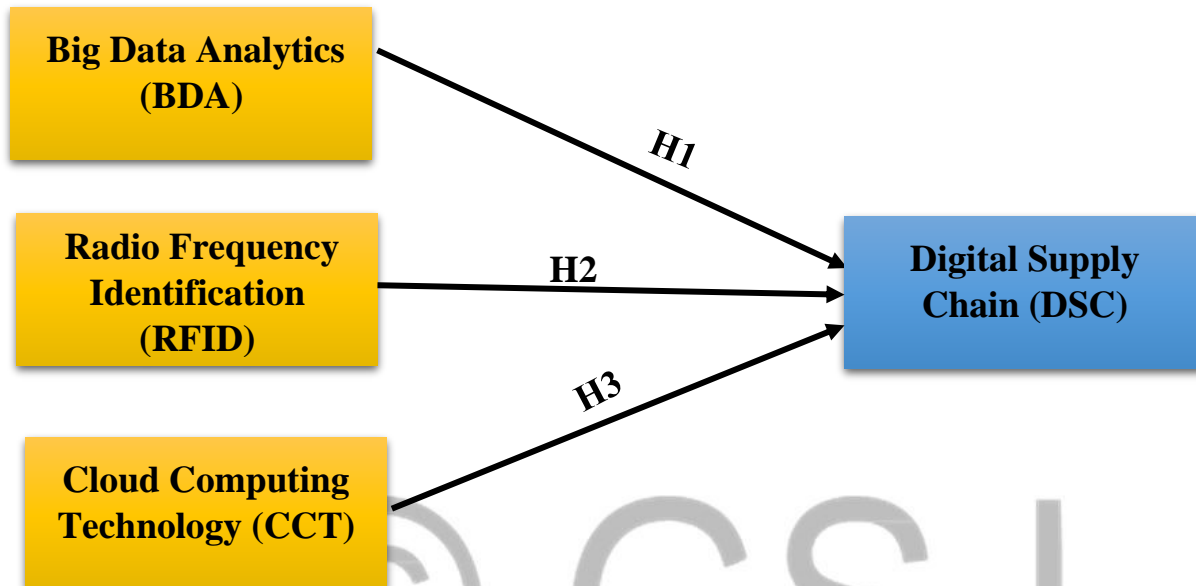 Big Data Analytics
(BDA)
H1
Radio Frequency
Identification
(RFID)
H2
Digital Supply
Chain (DSC)
H3
Cloud Computing
Technology (CCT)
© GSJ